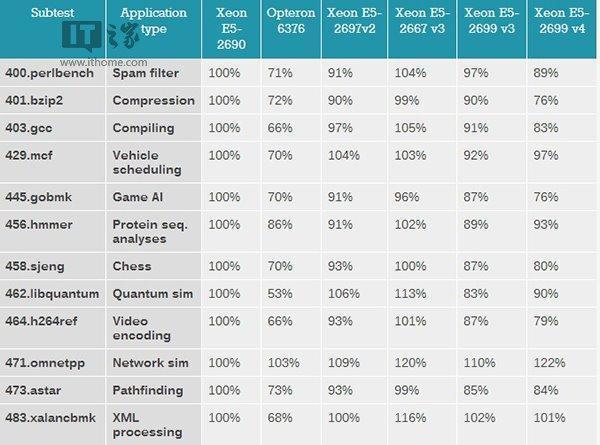 Subtest Application type Xeon E5-2690 Opteron 6376 Xeon E5-2697v2 Xeon E5-2667 v3 Xeon E5-2699 v3 Xeon E5-2699 v4
IT之家
www.ithome.com
400.perlbench Spam filter 100% 71% 91% 104% 97% 89%
401.bzip2 Compression 100% 72% 90% 99% 90% 76%
403.gcc Compiling 100% 66% 97% 105% 91% 83%
429.mcf Vehicle scheduling 100% 70% 104% 103% 92% 97%
445.gobmk Game AI 100% 70% 91% 96% 87% 76%
456.hmmer Protein seq. analyses 100% 86% 91% 102% 89% 93%
458.sjeng Chess 100% 70% 93% 100% 87% 80%
462.libquantum Quantum sim 100% 53% 106% 113% 83% 90%
464.h264ref Video encoding 100% 66% 93% 101% 87% 79%
471.omnetpp Network sim 100% 103% 109% 120% 110% 122%
473.astar Pathfinding 100% 73% 93% 99% 85% 84%
483.xalancbmk XML processing 100% 68% 100% 116% 102% 101%